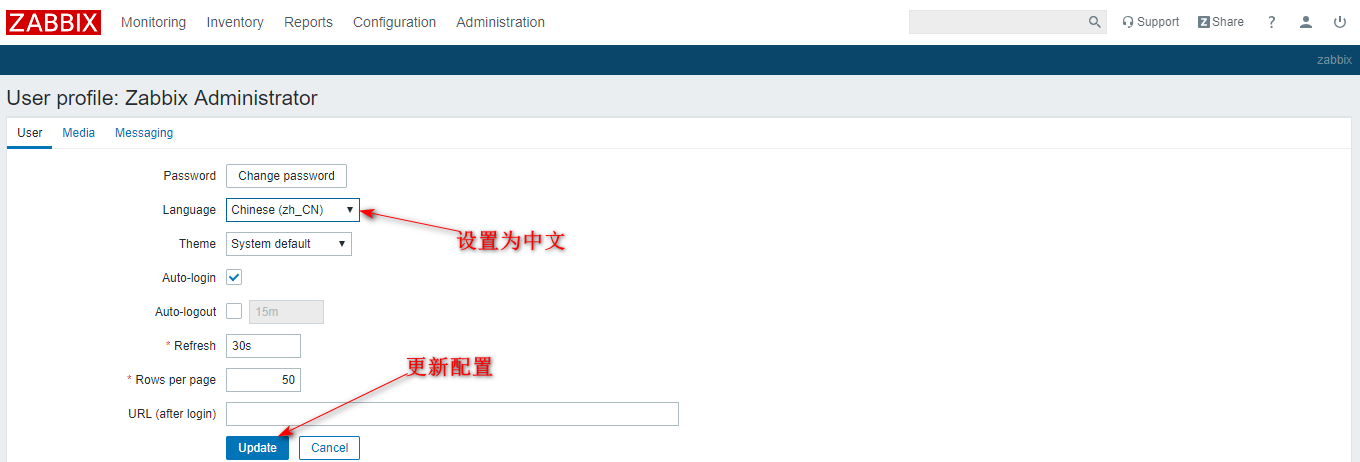 ZABBIX Monitoring Inventory Reports Configuration Administration Support Z Share ?
zabbix
User profile: Zabbix Administrator
User Media Messaging
Password Change password
Language Chinese (zh_CN)
设置为中文
Theme System default
Auto-login
Auto-logout 15m
* Refresh 30s
更新配置
* Rows per page 50
URL (after login)
Update Cancel